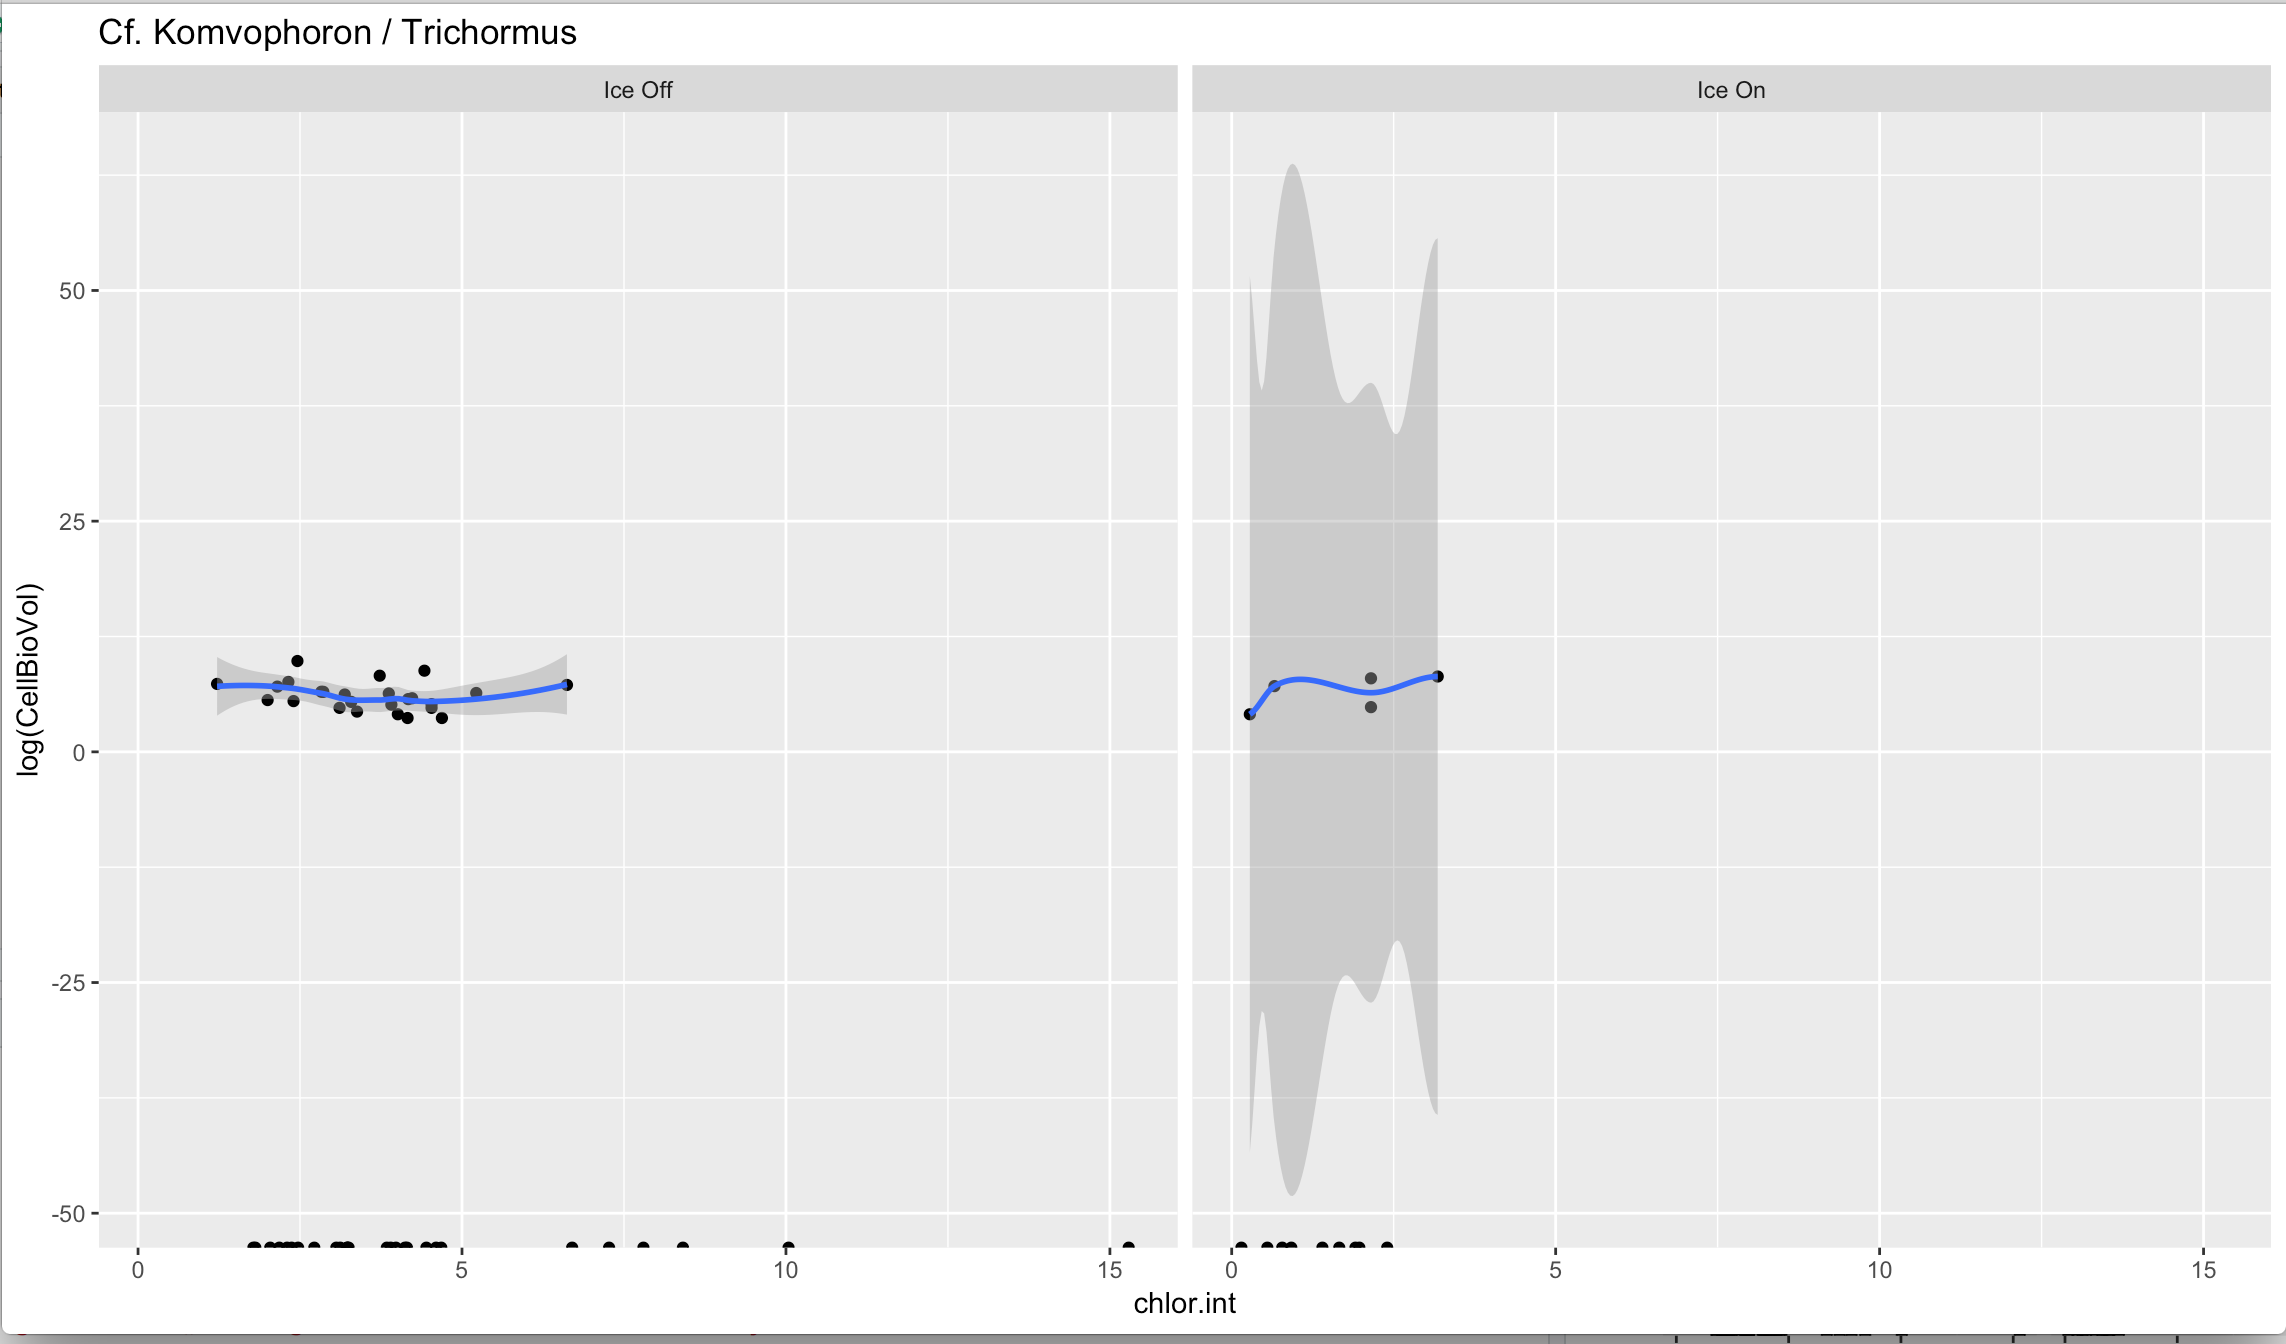 Cf. Komvophoron / Trichormus
Ice Off
Ice On
log(CellBioVol)
50
25
0
-25
-50
0 5 10 15
0 5 10 15
chlor.int